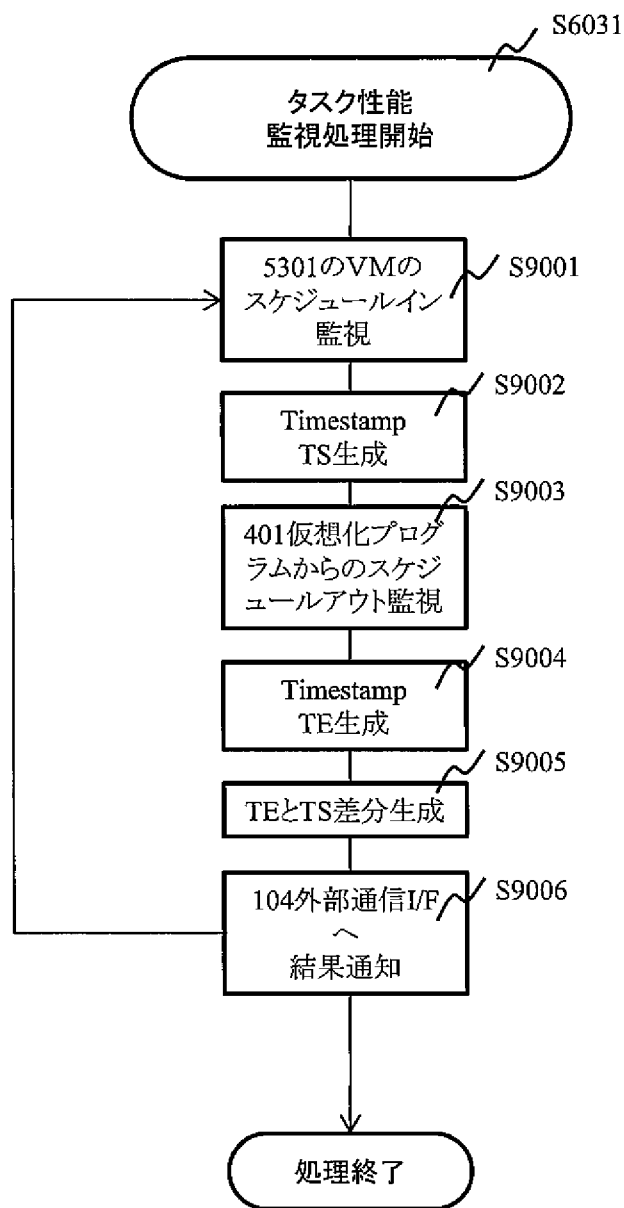 S6031
タスク性能
監視処理開始
5301のVMの
スケジュールイン
監視
S9001
Timestamp
TS生成
S9002
401仮想化プログ
ラムからのスケジ
ュールアウト監視
S9003
Timestamp
TE生成
S9004
TEとTS差分生成
S9005
104外部通信I/F
へ
結果通知
S9006
処理終了